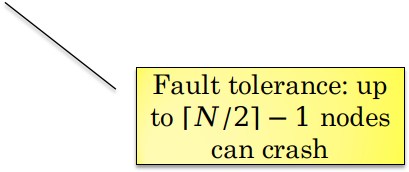 Fault tolerance: up
to ⌈N/2⌉ − 1 nodes
can crash